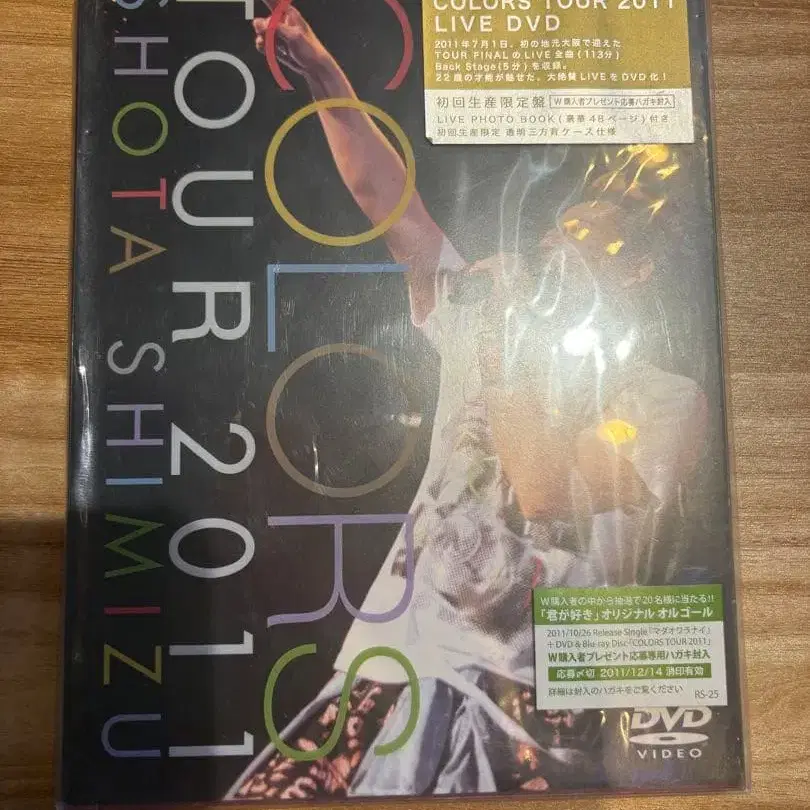 COLORS TOUR 2011
LIVE DVD
2011年7月1日、初の地元大阪で迎えた
TOUR FINALのLIVE全曲(113分)
Back Stage(5分)を収録。
22歳の才能が魅せた、大絶賛LIVEをDVD化!
初回生産限定盤 W購入者プレゼント応募ハガキ封入
LIVE PHOTO BOOK(豪華48ページ)付き
初回生産限定 透明三方背ケース仕様
COLORS
TOUR 2011
SHOTA SHIMIZU
W購入者の中から抽選で20名様に当たる!!
「君が好き」オリジナル オルゴール
2011/10/26 Release Single「マダオワラナイ」
+ DVD & Blu-ray Disc「COLORS TOUR 2011」
W購入者プレゼント応募専用ハガキ封入
応募〆切 2011/12/14 消印有効
詳細は封入のハガキをご覧ください
RS-25
DVD
VIDEO